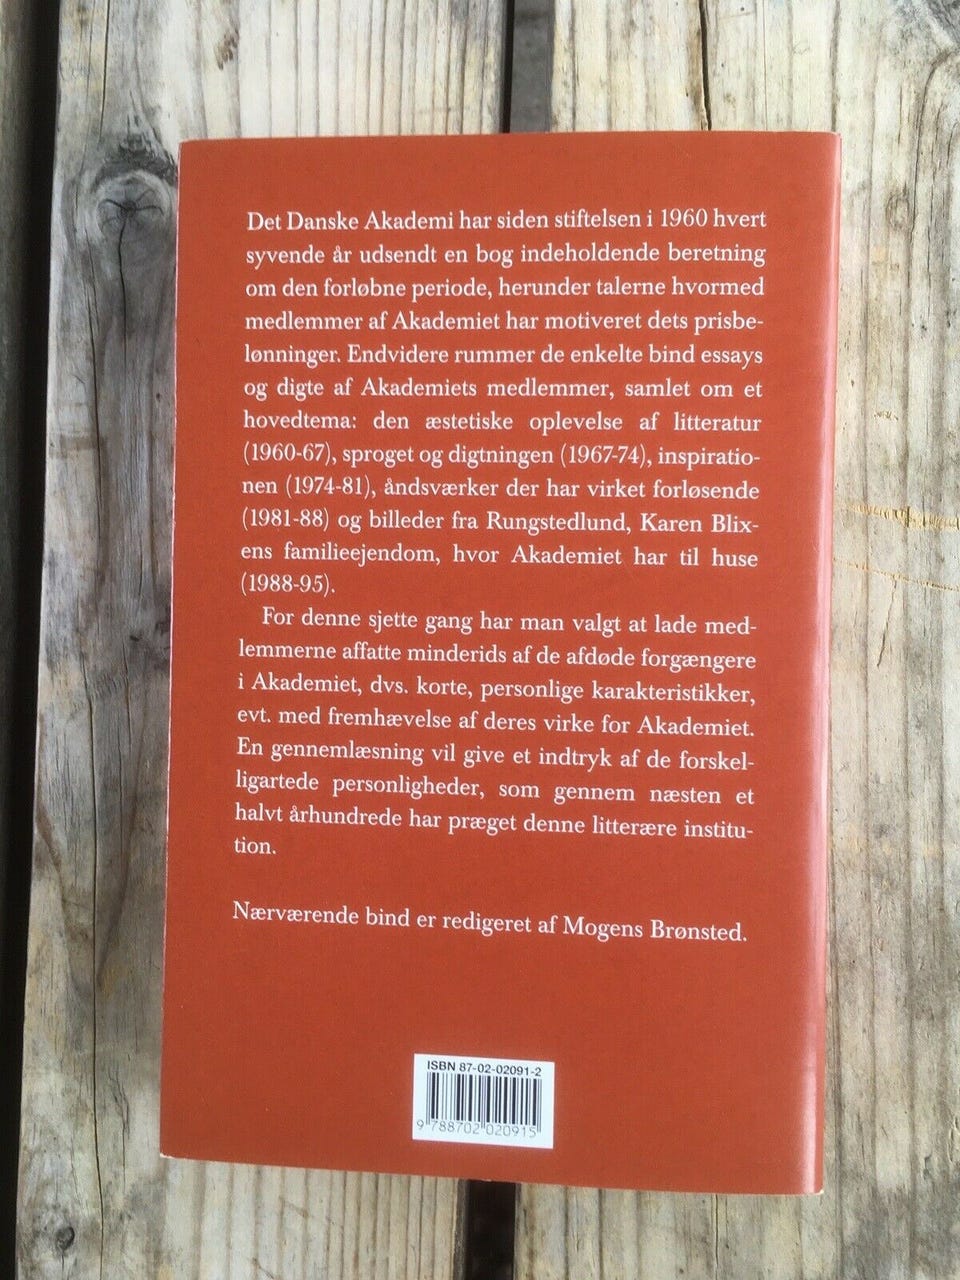 Det Danske Akademi har siden stiftelsen i 1960 hvert
syvende år udsendt en bog indeholdende beretning
om den forløbne periode, herunder talerne hvormed
medlemmer af Akademiet har motiveret dets prisbe-
lønninger. Endvidere rummer de enkelte bind essays
og digte af Akademiets medlemmer, samlet om et
hovedtema: den æstetiske oplevelse af litteratur
(1960-67), sproget og digtningen (1967-74), inspiratio-
nen (1974-81), åndsværker der har virket forløsende
(1981-88) og billeder fra Rungstedlund, Karen Blix-
ens familieejendom, hvor Akademiet har til huse
(1988-95).
For denne sjette gang har man valgt at lade med-
lemmerne affatte minderids af de afdøde forgængere
i Akademiet, dvs. korte, personlige karakteristikker,
evt. med fremhævelse af deres virke for Akademiet.
En gennemlæsning vil give et indtryk af de forskel-
ligartede personligheder, som gennem næsten et
halvt århundrede har præget denne litterære institu-
tion.
Nærværende bind er redigeret af Mogens Brønsted.
ISBN 87-02-02091-2
9 788702 020915